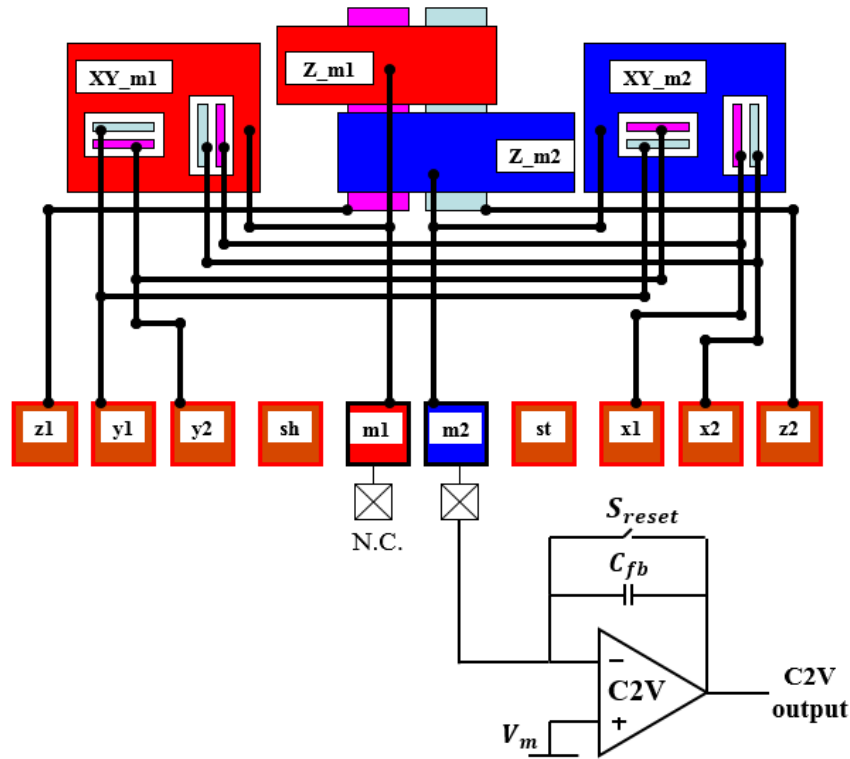 Z_m1
XY_m1
XY_m2
Z_m2
z1
y1
y2
sh
m1
m2
st
x1
x2
z2
N.C.
S_reset
C_fb
−
C2V
+
V_m
C2V
output